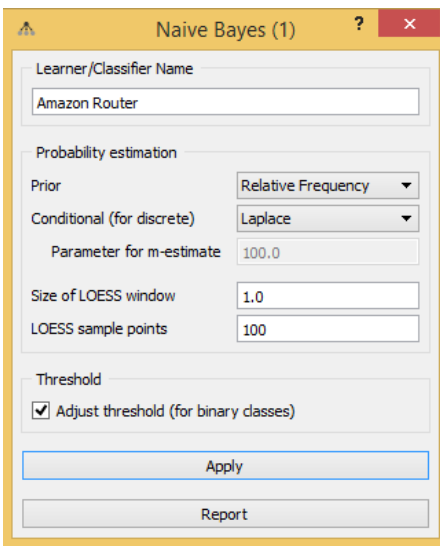 Naive Bayes (1) ? ×
Learner/Classifier Name
Amazon Router
Probability estimation
Prior Relative Frequency
Conditional (for discrete) Laplace
Parameter for m-estimate 100.0
Size of LOESS window 1.0
LOESS sample points 100
Threshold
Adjust threshold (for binary classes)
Apply
Report